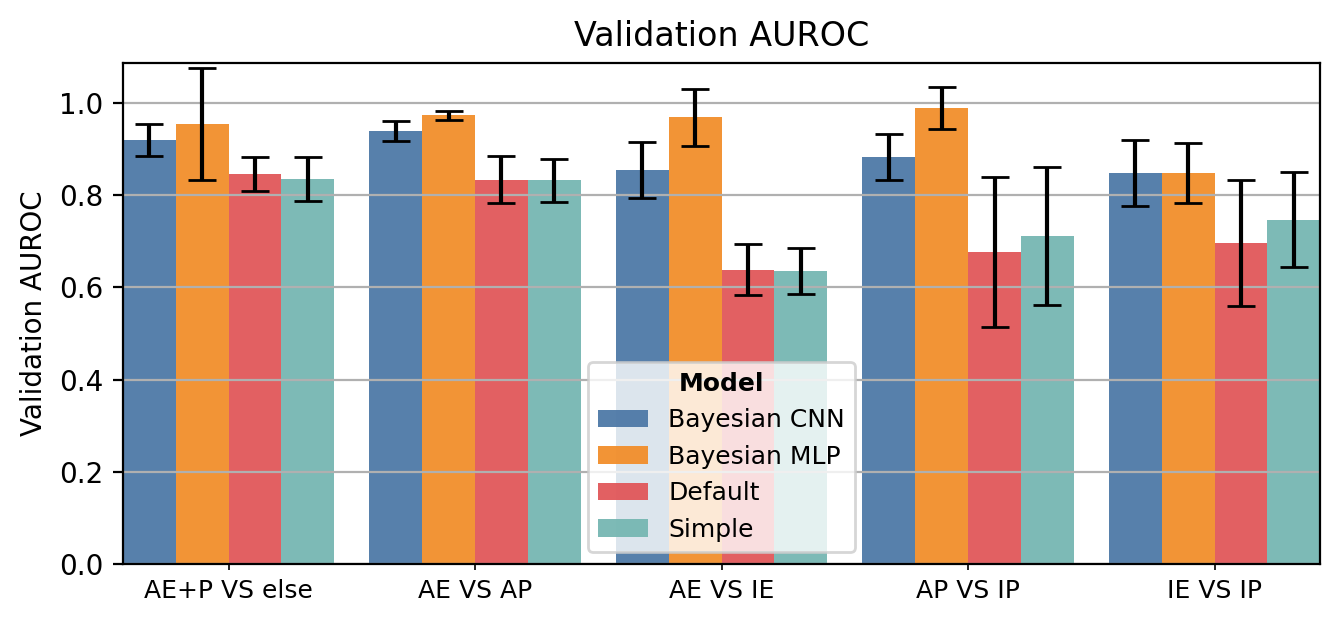 Validation AUROC
Validation AUROC
1.0
0.8
0.6
0.4
0.2
0.0
Model
Bayesian CNN
Bayesian MLP
Default
Simple
AE+P VS else
AE VS AP
AE VS IE
AP VS IP
IE VS IP